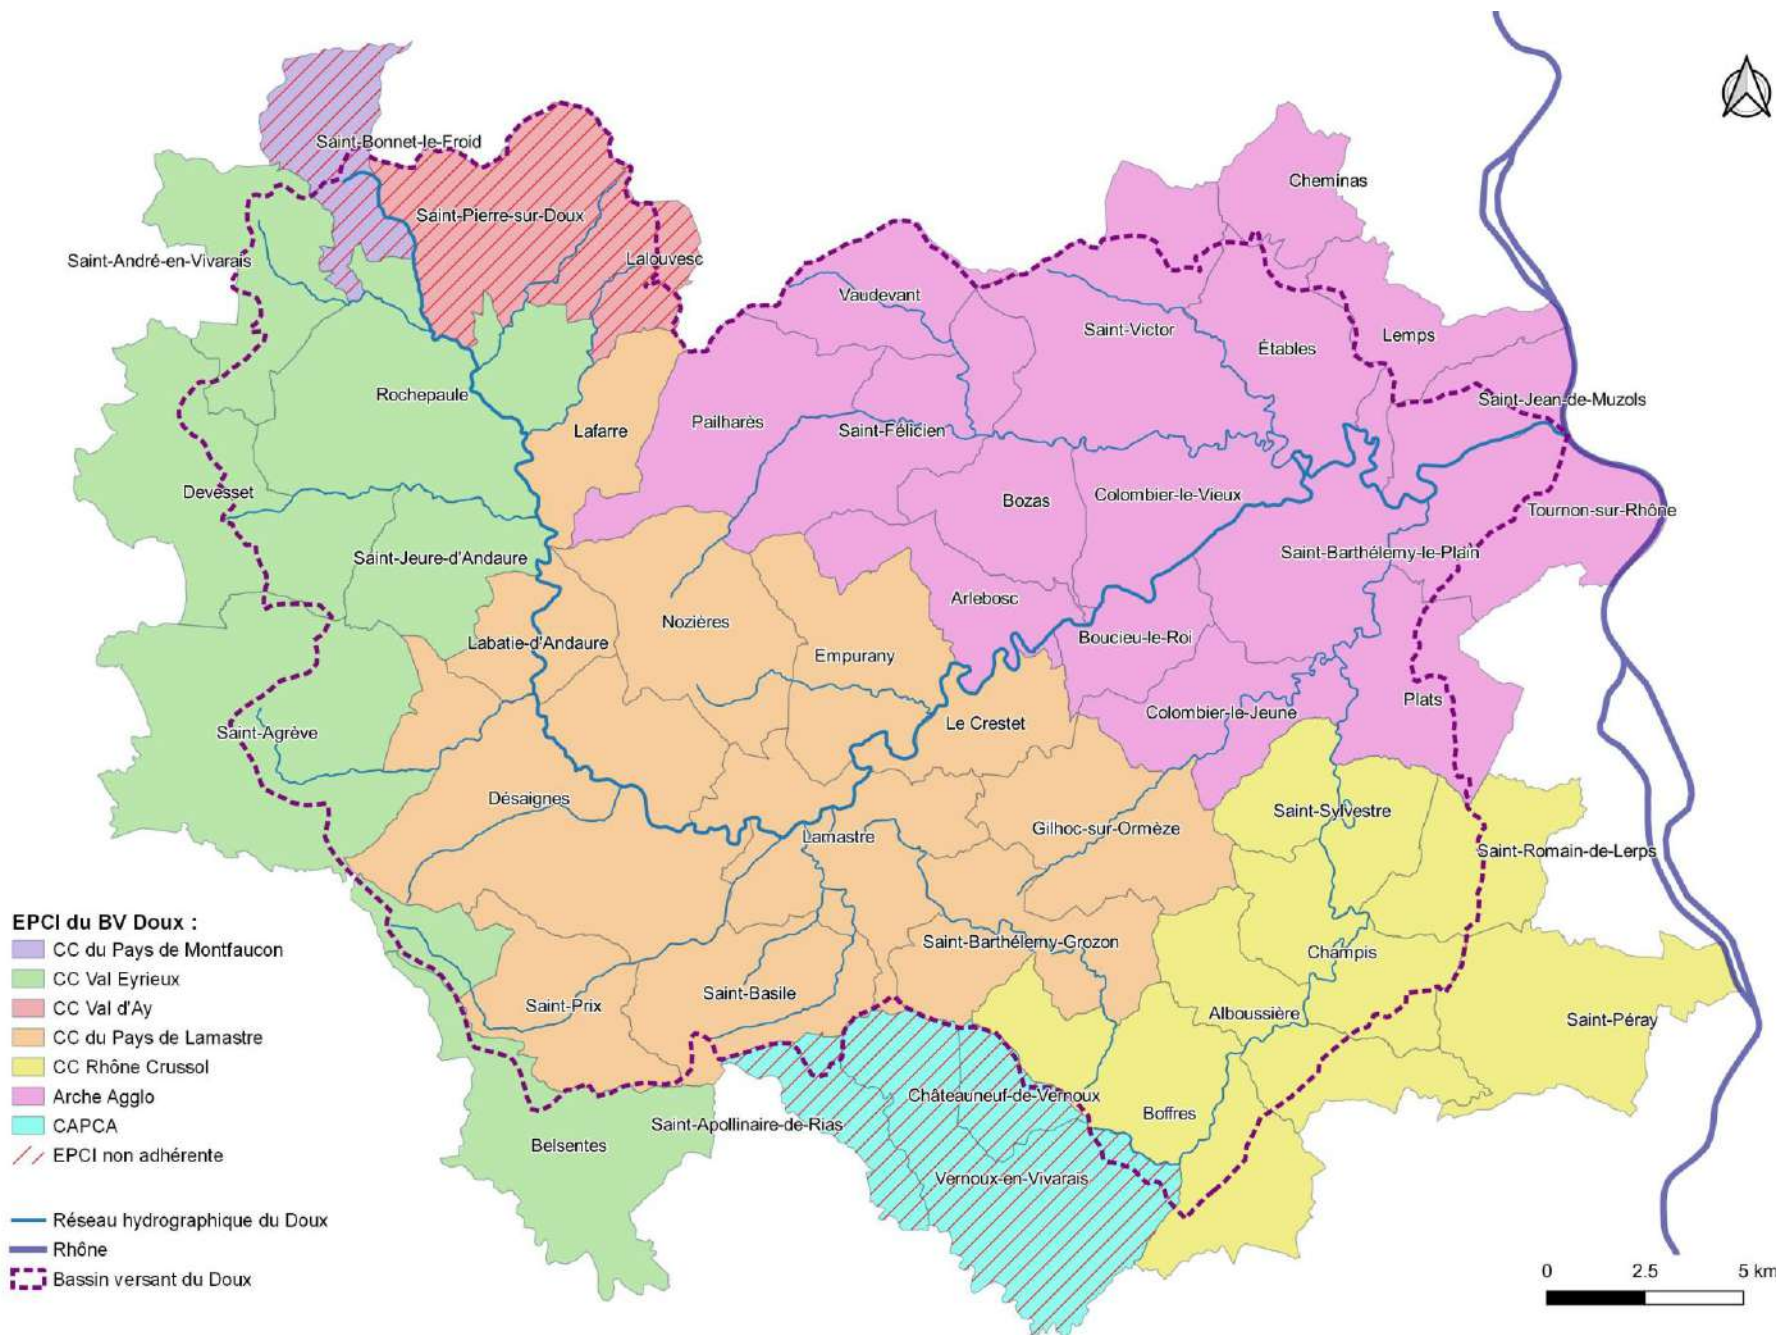 Cheminas
Saint-Bonnet-le-Froid
Saint-Pierre-sur-Doux
Saint-André-en-Vivarais
Lalouvesc
Vaudevant
Saint-Victor
Lemps
Étables
Rochepaule
Saint-Jean-de-Muzols
Pailharès
Lafarre
Saint-Félicien
Devesset
Bozas
Colombier-le-Vieux
Tournon-sur-Rhône
Saint-Jeure-d'Andaure
Saint-Barthélemy-le-Plain
Arlebosc
Nozières
Boucieu-le-Roi
Labatie-d'Andaure
Empurany
Plats
Colombier-le-Jeune
Le Crestet
Saint-Agrève
Désaignes
Saint-Sylvestre
Gilhoc-sur-Ormèze
Lamastre
Saint-Romain-de-Lerps
Saint-Barthélemy-Grozon
Champis
Saint-Basile
Saint-Prix
Alboussière
Saint-Péray
Châteauneuf-de-Vernoux
Boffres
Saint-Apollinaire-de-Rias
Belsentes
Vernoux-en-Vivarais
EPCI du BV Doux :
CC du Pays de Montfaucon
CC Val Eyrieux
CC Val d'Ay
CC du Pays de Lamastre
CC Rhône Crussol
Arche Agglo
CAPCA
EPCI non adhérente
Réseau hydrographique du Doux
Rhône
Bassin versant du Doux
0 2.5 5 km